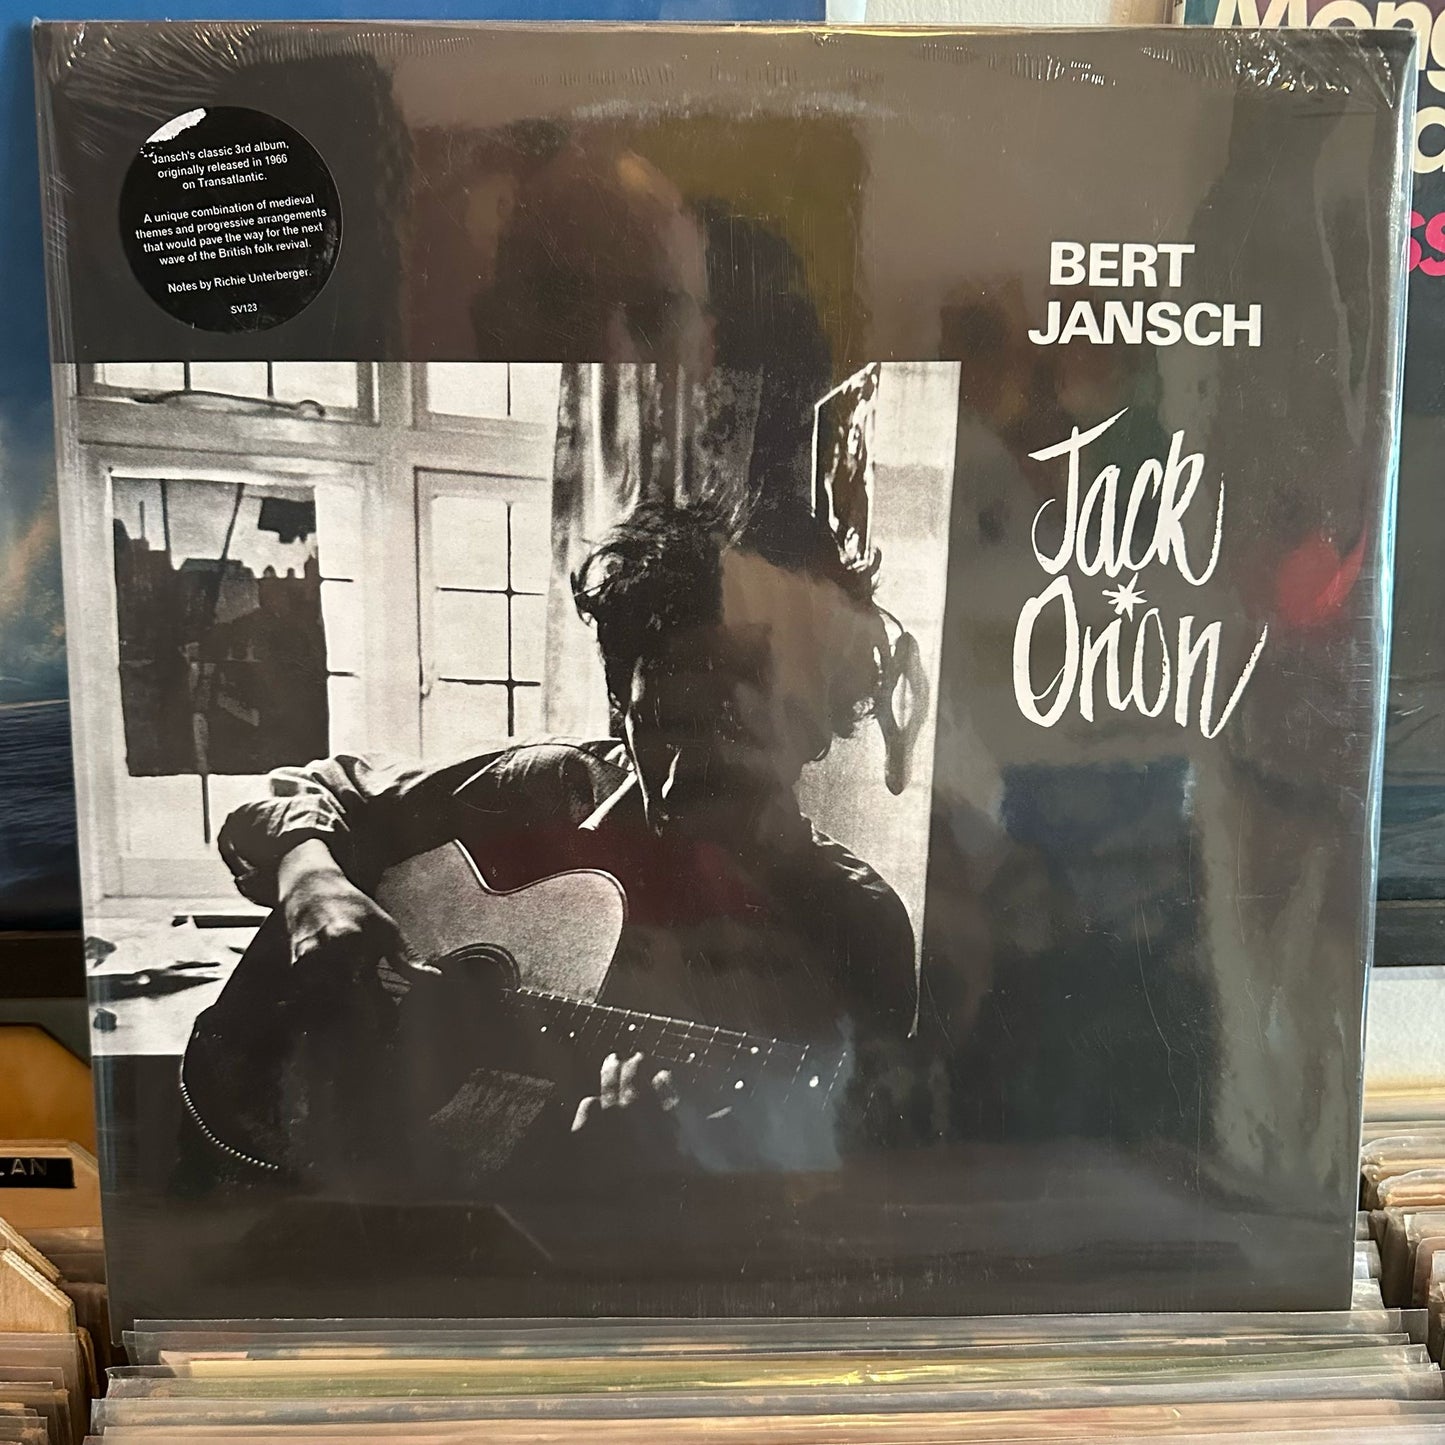 Jansch's classic 3rd album,
originally released in 1966
on Transatlantic.
A unique combination of medieval
themes and progressive arrangements
that would pave the way for the next
wave of the British folk revival.
Notes by Richie Unterberger.
SV123
BERT
JANSCH
Jack
Orion